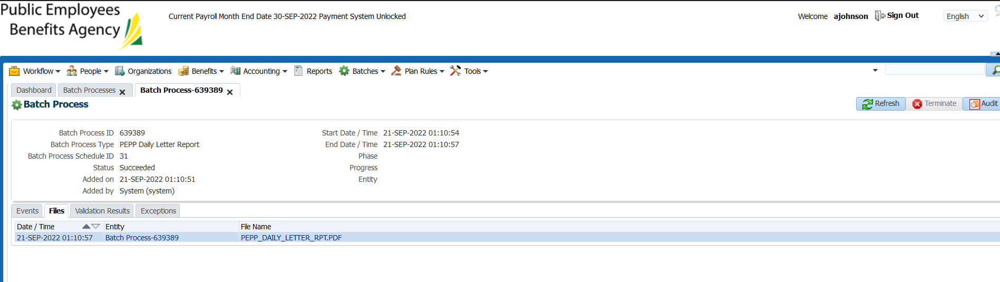 Public Employees
Benefits Agency
Current Payroll Month End Date 30-SEP-2022 Payment System Unlocked
Welcome ajohnson Sign Out English
Workflow People Organizations Benefits Accounting Reports Batches Plan Rules Tools
Dashboard Batch Processes Batch Process-639389
Batch Process
Refresh Terminate Audit
Batch Process ID 639389 Start Date / Time 21-SEP-2022 01:10:54
Batch Process Type PEPP Daily Letter Report End Date / Time 21-SEP-2022 01:10:57
Batch Process Schedule ID 31 Phase
Status Succeeded Progress
Added on 21-SEP-2022 01:10:51 Entity
Added by System (system)
Events Files Validation Results Exceptions
Date / Time Entity File Name
21-SEP-2022 01:10:57 Batch Process-639389 PEPP_DAILY_LETTER_RPT.PDF